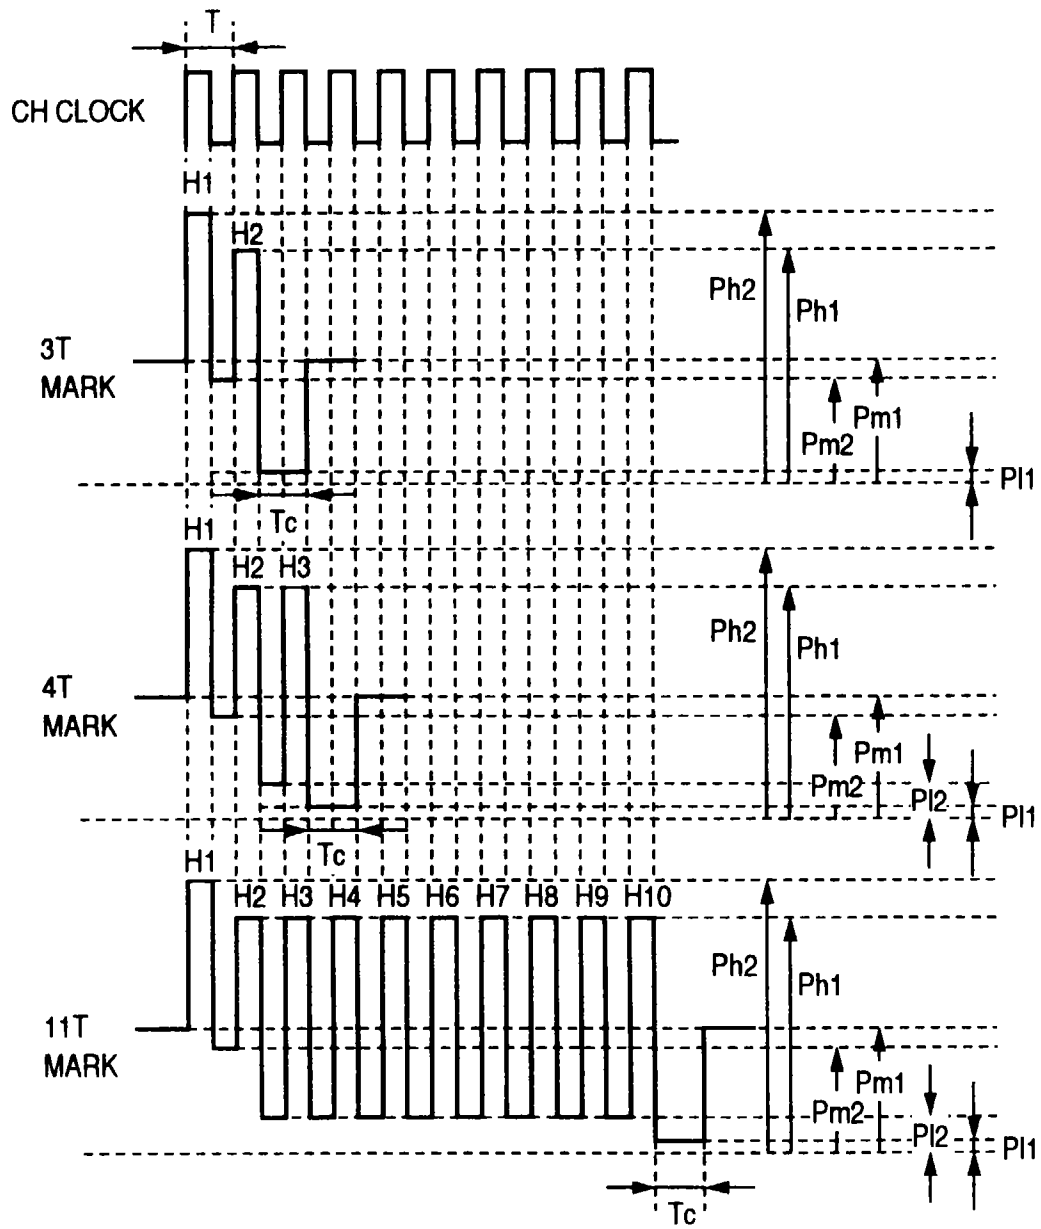 T
CH CLOCK
H1
H2
Ph2
Ph1
3T
MARK
Pm1
Pm2
Pl1
Tc
H1
H2 H3
Ph2
Ph1
4T
MARK
Pm1
Pm2
Pl2
Pl1
Tc
H1
H2 H3 H4 H5 H6 H7 H8 H9 H10
Ph2
Ph1
11T
MARK
Pm1
Pm2
Pl2
Pl1
Tc